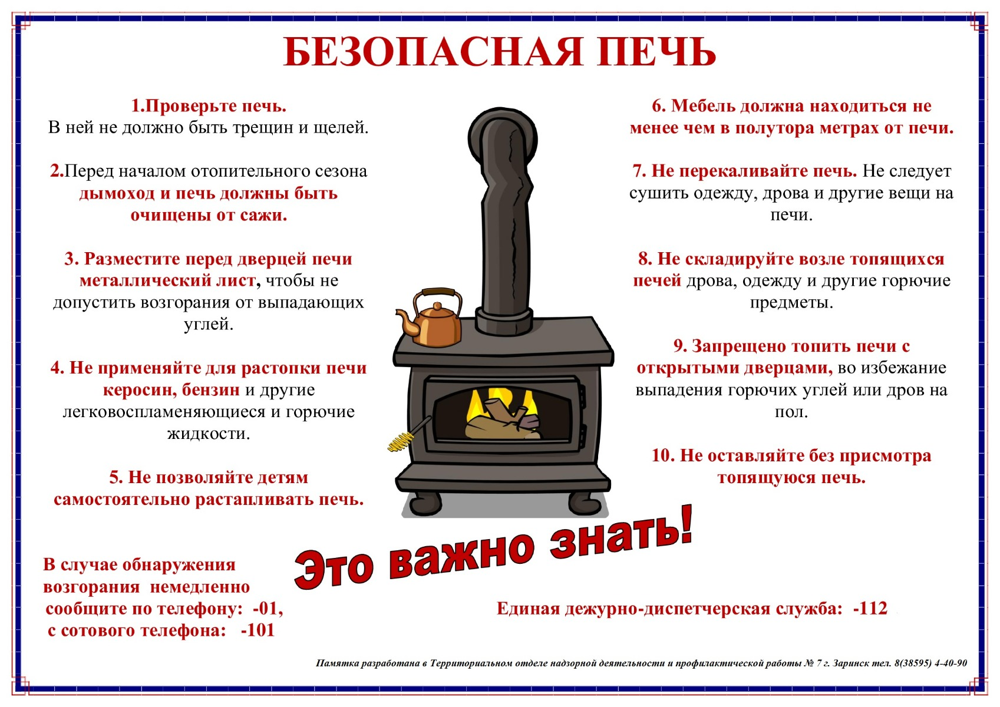 БЕЗОПАСНАЯ ПЕЧЬ
1.Проверьте печь.
В ней не должно быть трещин и щелей.
2.Перед началом отопительного сезона
дымоход и печь должны быть
очищены от сажи.
3. Разместите перед дверцей печи
металлический лист, чтобы не
допустить возгорания от выпадающих
углей.
4. Не применяйте для растопки печи
керосин, бензин и другие
легковоспламеняющиеся и горючие
жидкости.
5. Не позволяйте детям
самостоятельно растапливать печь.
6. Мебель должна находиться не
менее чем в полутора метрах от печи.
7. Не перекаливайте печь. Не следует
сушить одежду, дрова и другие вещи на
печи.
8. Не складируйте возле топящихся
печей дрова, одежду и другие горючие
предметы.
9. Запрещено топить печи с
открытыми дверцами, во избежание
выпадения горючих углей или дров на
пол.
10. Не оставляйте без присмотра
топящуюся печь.
Это важно знать!
В случае обнаружения
возгорания немедленно
сообщите по телефону: -01,
с сотового телефона: -101
Единая дежурно-диспетчерская служба: -112
Памятка разработана в Территориальном отделе надзорной деятельности и профилактической работы № 7 г. Заринск тел. 8(38595) 4-40-90